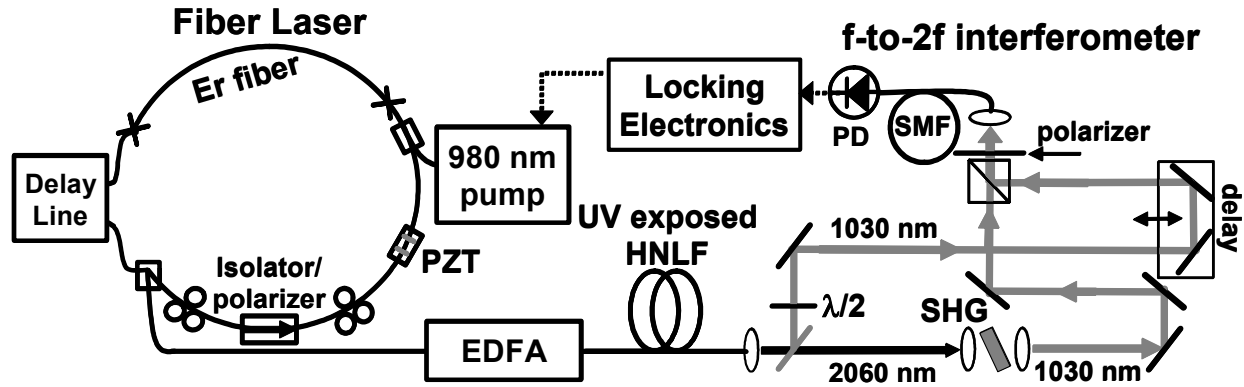 Fiber Laser
Er fiber
Delay
Line
Isolator/
polarizer
PZT
980 nm
pump
Locking
Electronics
f-to-2f interferometer
PD
SMF
polarizer
delay
UV exposed
HNLF
1030 nm
λ/2
SHG
EDFA
2060 nm
1030 nm